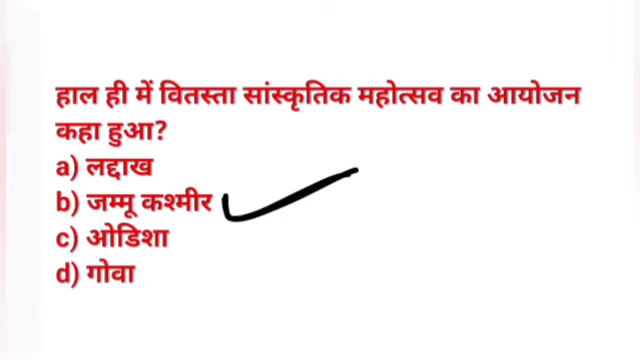 हाल ही में वितस्ता सांस्कृतिक महोत्सव का आयोजन
कहा हुआ?
a) लद्दाख
b) जम्मू कश्मीर
c) ओडिशा
d) गोवा